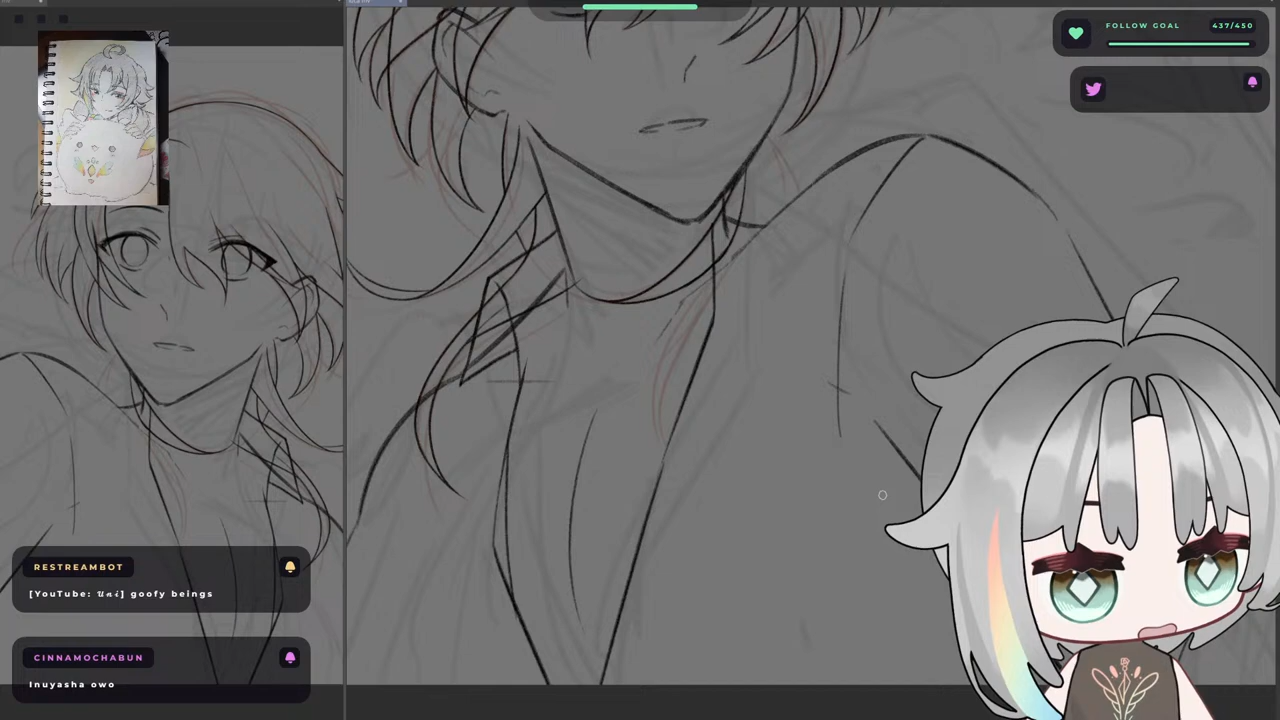 FOLLOW GOAL
437/450
RESTREAMBOT
[YouTube: 𝓤𝓷𝓲] goofy beings
CINNAMOCHABUN
Inuyasha owo